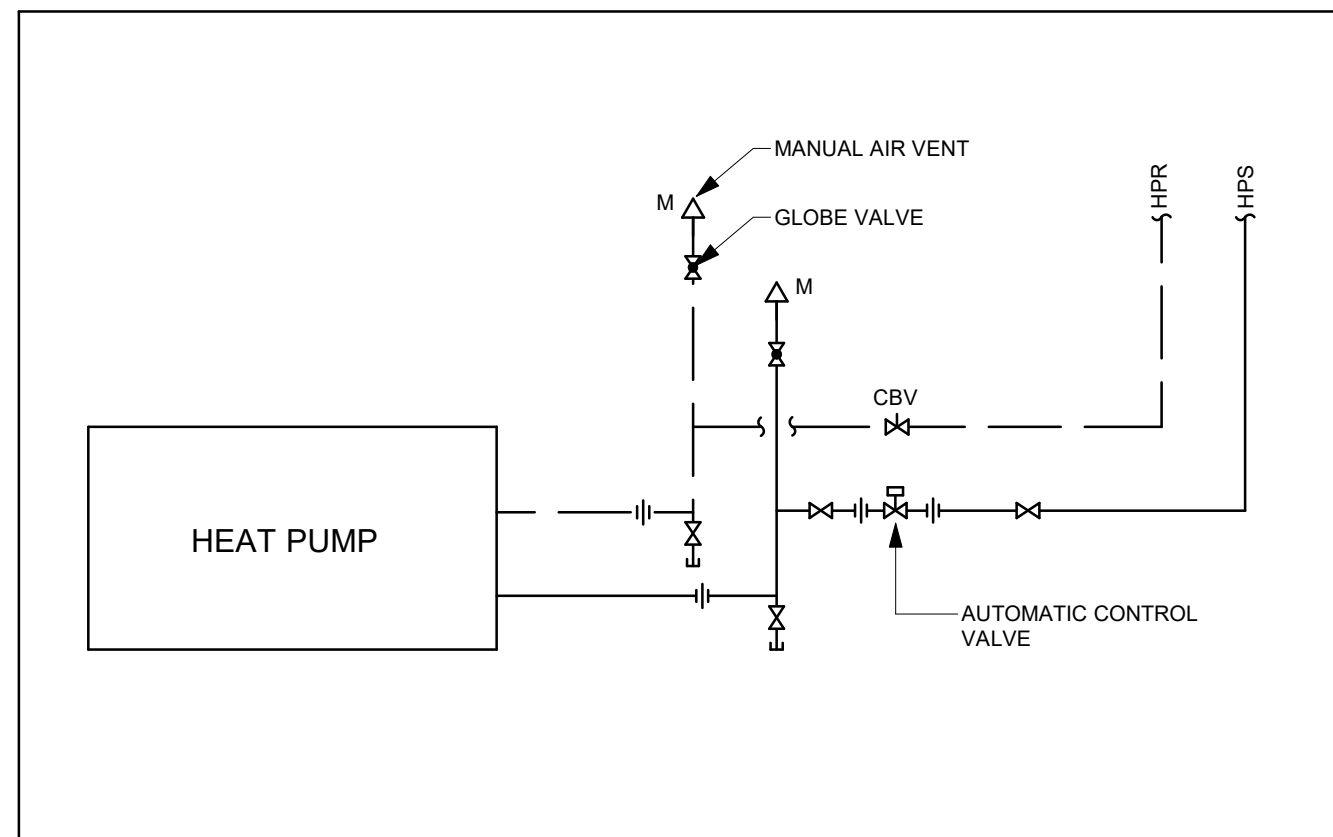 MANUAL AIR VENT
M
GLOBE VALVE
M
HPR
HPS
CBV
HEAT PUMP
AUTOMATIC CONTROL
VALVE